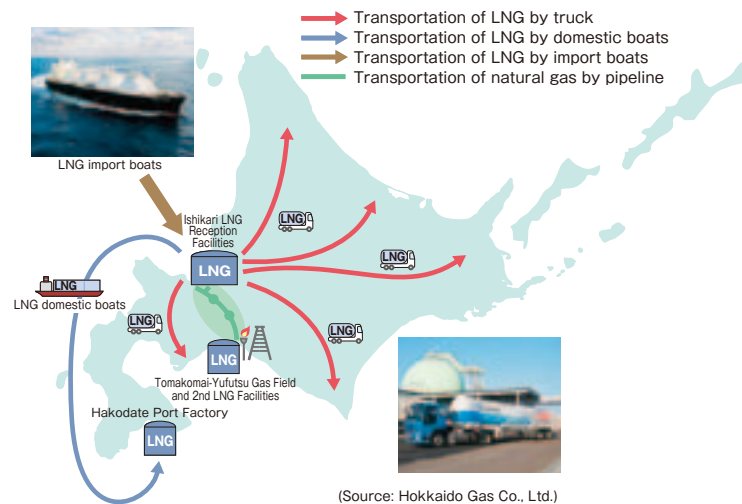 Transportation of LNG by truck
Transportation of LNG by domestic boats
Transportation of LNG by import boats
Transportation of natural gas by pipeline
LNG import boats
Ishikari LNG
Reception
Facilities
LNG
LNG
LNG
LNG
LNG domestic boats
LNG
LNG
LNG
Tomakomai-Yufutsu Gas Field
and 2nd LNG Facilities
Hakodate Port Factory
LNG
(Source: Hokkaido Gas Co., Ltd.)